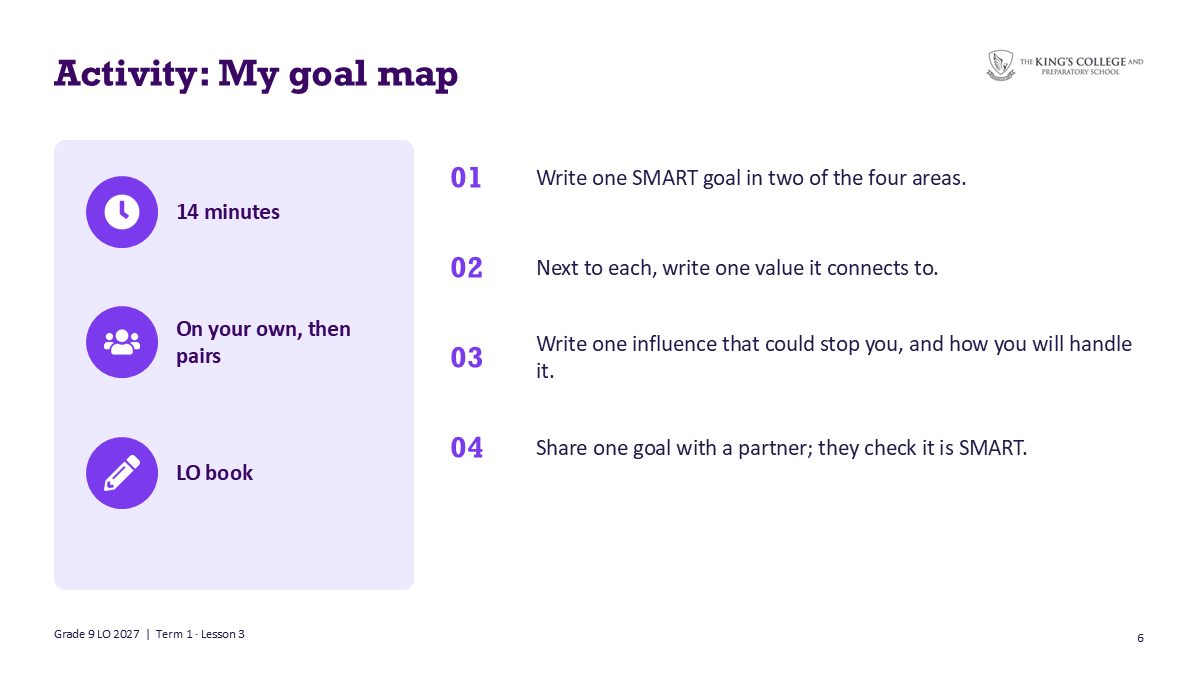 Activity: My goal map
THE KING'S COLLEGE AND
PREPARATORY SCHOOL
14 minutes
On your own, then
pairs
LO book
01 Write one SMART goal in two of the four areas.
02 Next to each, write one value it connects to.
03 Write one influence that could stop you, and how you will handle
it.
04 Share one goal with a partner; they check it is SMART.
Grade 9 LO 2027 | Term 1 · Lesson 3
6